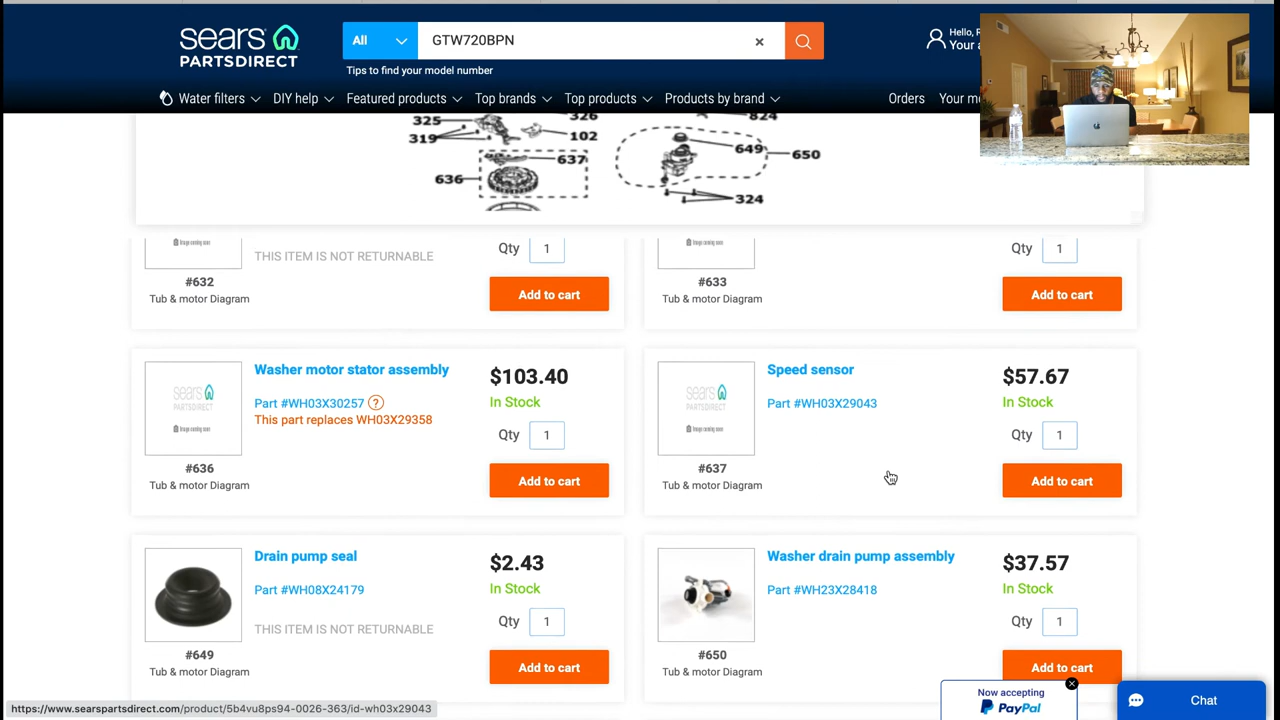 sears
PARTSDIRECT
All
GTW720BPN
Tips to find your model number
Hello,
Your
Water filters
DIY help
Featured products
Top brands
Top products
Products by brand
Orders
Your
325
326
102
319
637
636
824
649
650
324
THIS ITEM IS NOT RETURNABLE
Qty 1
#632
Tub & motor Diagram
Add to cart
Qty 1
#633
Tub & motor Diagram
Add to cart
Washer motor stator assembly
$103.40
Part #WH03X30257 ?
In Stock
This part replaces WH03X29358
Qty 1
#636
Tub & motor Diagram
Add to cart
Speed sensor
$57.67
Part #WH03X29043
In Stock
Qty 1
#637
Tub & motor Diagram
Add to cart
Drain pump seal
$2.43
Part #WH08X24179
In Stock
THIS ITEM IS NOT RETURNABLE
Qty 1
#649
Tub & motor Diagram
Add to cart
Washer drain pump assembly
$37.57
Part #WH23X28418
In Stock
Qty 1
#650
Tub & motor Diagram
Add to cart
Now accepting
PayPal
Chat
https://www.searspartsdirect.com/product/5b4vu8ps94-0026-363/id-wh03x29043